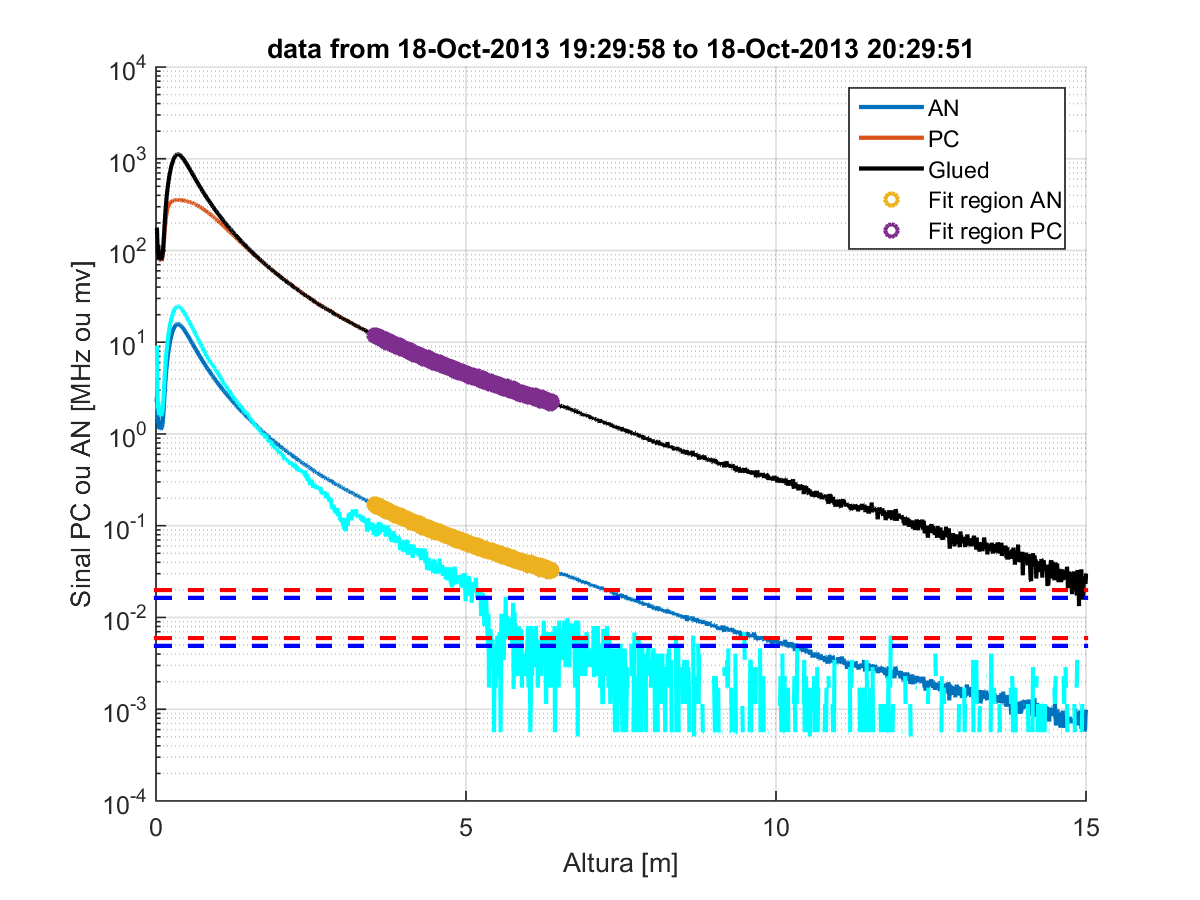 data from 18-Oct-2013 19:29:58 to 18-Oct-2013 20:29:51
10^4
10^3
10^2
10^1
10^0
10^-1
10^-2
10^-3
10^-4
Sinal PC ou AN [MHz ou mv]
AN
PC
Glued
Fit region AN
Fit region PC
0
5
10
15
Altura [m]